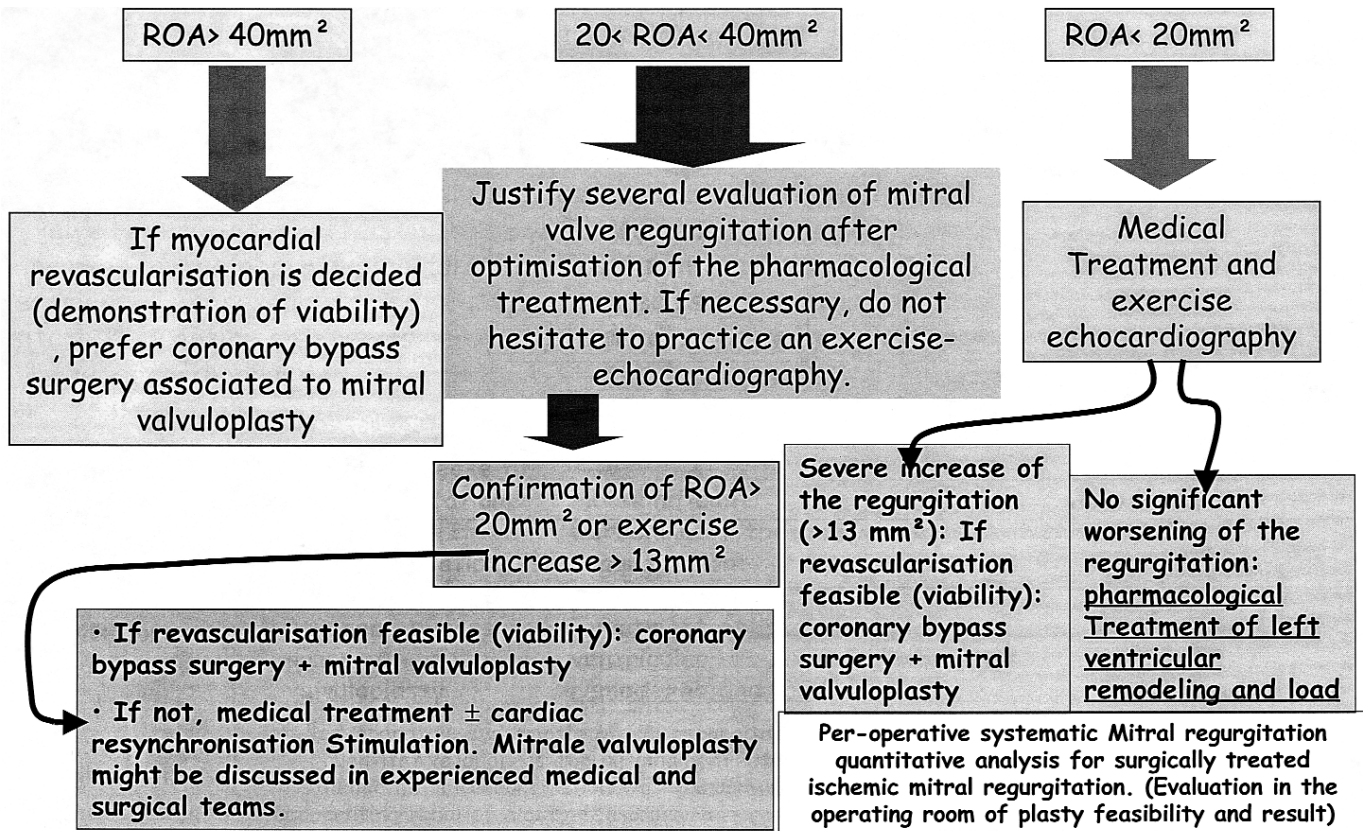 ROA> 40mm²
20< ROA< 40mm²
ROA< 20mm²
If myocardial
revascularisation is decided
(demonstration of viability)
, prefer coronary bypass
surgery associated to mitral
valvuloplasty
Justify several evaluation of mitral
valve regurgitation after
optimisation of the pharmacological
treatment. If necessary, do not
hesitate to practice an exercise-
echocardiography.
Medical
Treatment and
exercise
echocardiography
Confirmation of ROA>
20mm² or exercise
increase > 13mm²
· If revascularisation feasible (viability): coronary
bypass surgery + mitral valvuloplasty
· If not, medical treatment ± cardiac
resynchronisation Stimulation. Mitrale valvuloplasty
might be discussed in experienced medical and
surgical teams.
Severe increase of
the regurgitation
(>13 mm²): If
revascularisation
feasible (viability):
coronary bypass
surgery + mitral
valvuloplasty
No significant
worsening of the
regurgitation:
pharmacological
Treatment of left
ventricular
remodeling and load
Per-operative systematic Mitral regurgitation
quantitative analysis for surgically treated
ischemic mitral regurgitation. (Evaluation in the
operating room of plasty feasibility and result)